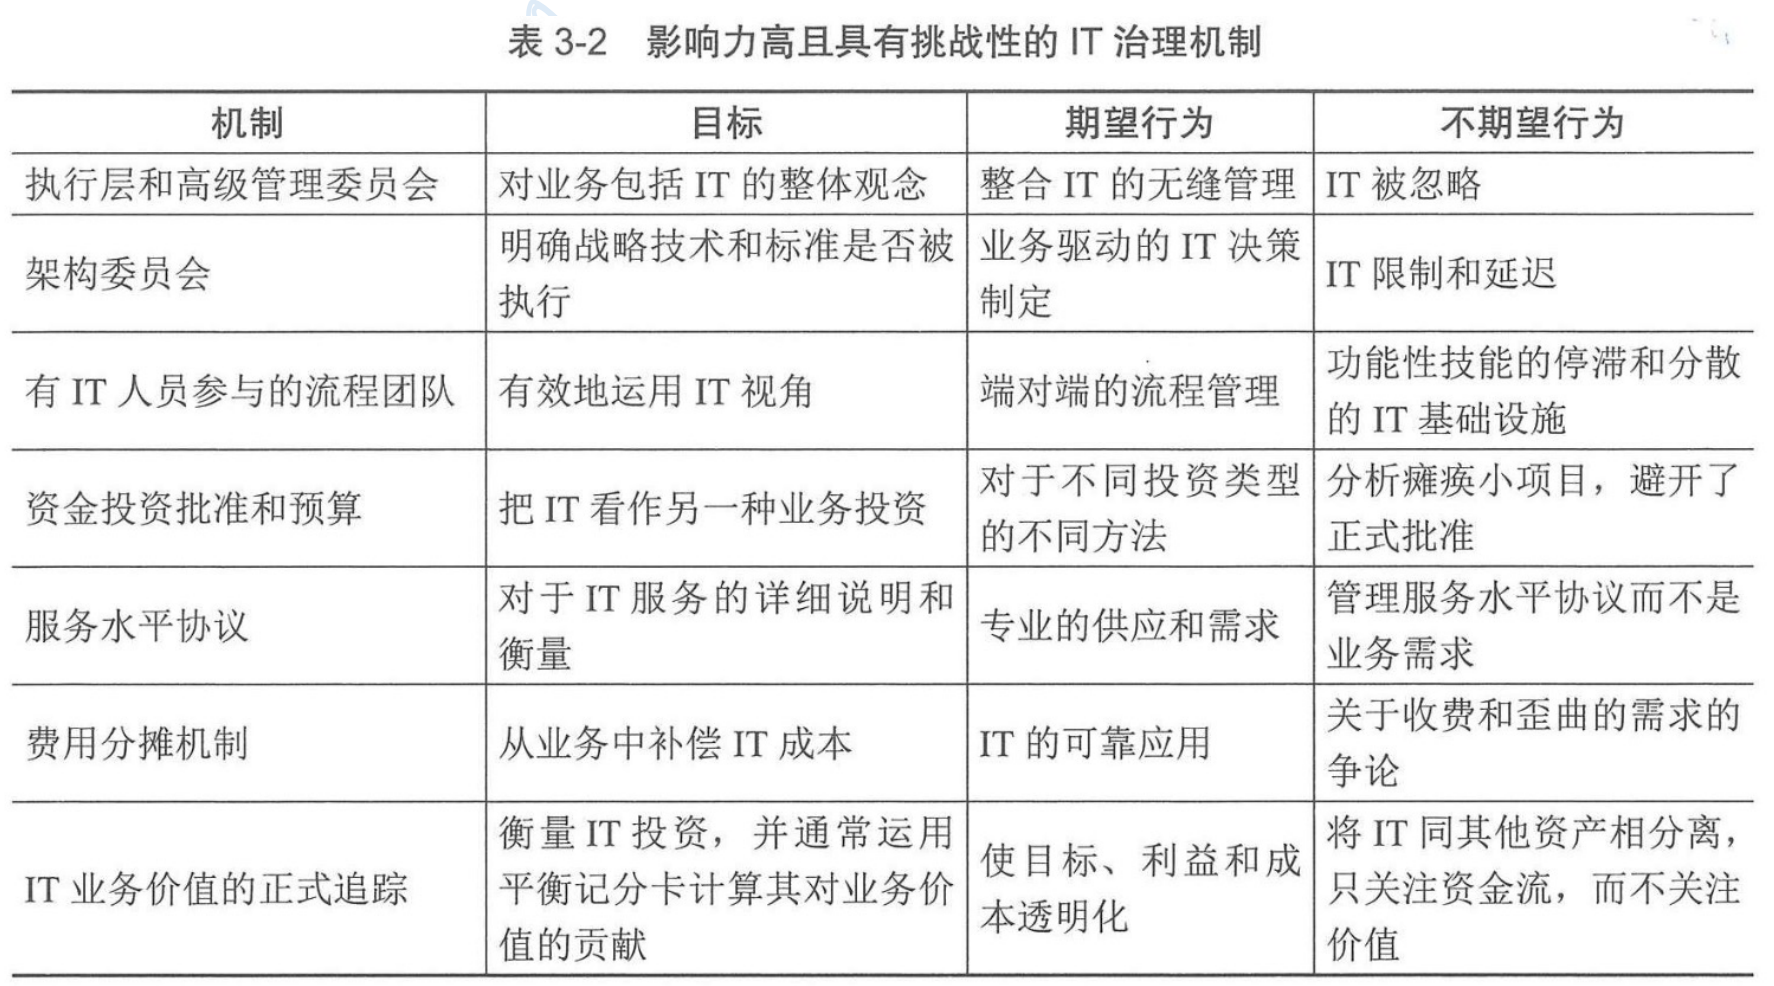 表 3-2 影响力高且具有挑战性的 IT 治理机制
机制 目标 期望行为 不期望行为
执行层和高级管理委员会 对业务包括 IT 的整体观念 整合 IT 的无缝管理 IT 被忽略
架构委员会
明确战略技术和标准是否被
执行
业务驱动的 IT 决策
制定
IT 限制和延迟
有 IT 人员参与的流程团队 有效地运用 IT 视角 端对端的流程管理
功能性技能的停滞和分散
的 IT 基础设施
资金投资批准和预算 把 IT 看作另一种业务投资
对于不同投资类型
的不同方法
分析瘫痪小项目，避开了
正式批准
服务水平协议
对于 IT 服务的详细说明和
衡量
专业的供应和需求
管理服务水平协议而不是
业务需求
费用分摊机制 从业务中补偿 IT 成本 IT 的可靠应用
关于收费和歪曲的需求的
争论
IT 业务价值的正式追踪
衡量 IT 投资，并通常运用
平衡记分卡计算其对业务价
值的贡献
使目标、利益和成
本透明化
将 IT 同其他资产相分离，
只关注资金流，而不关注
价值